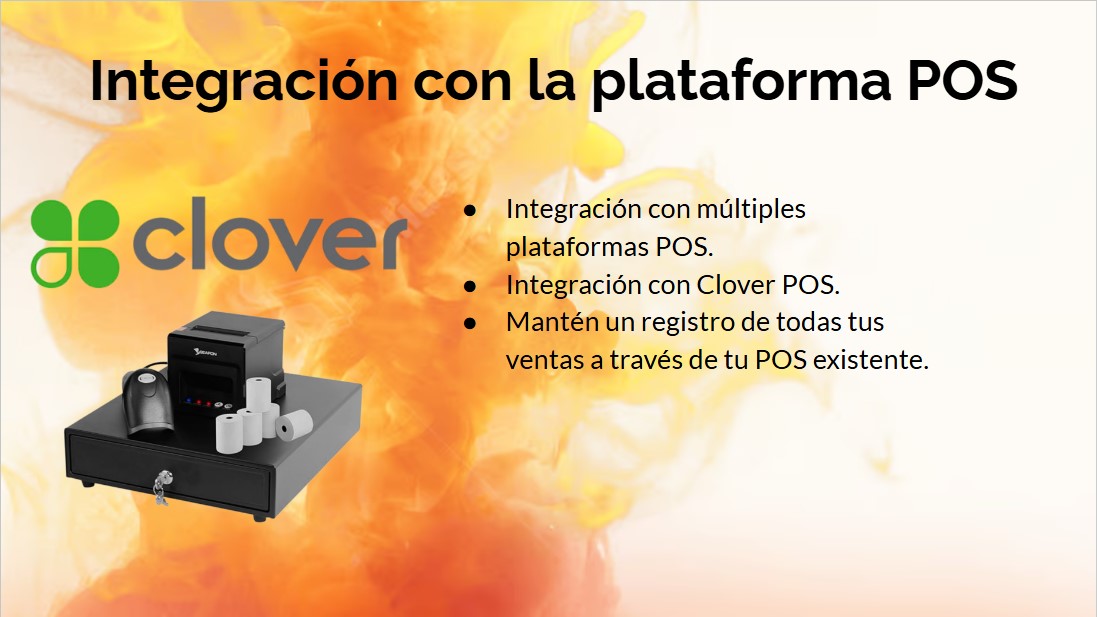 Integración con la plataforma POS
clover
● Integración con múltiples
plataformas POS.
● Integración con Clover POS.
● Mantén un registro de todas tus
ventas a través de tu POS existente.